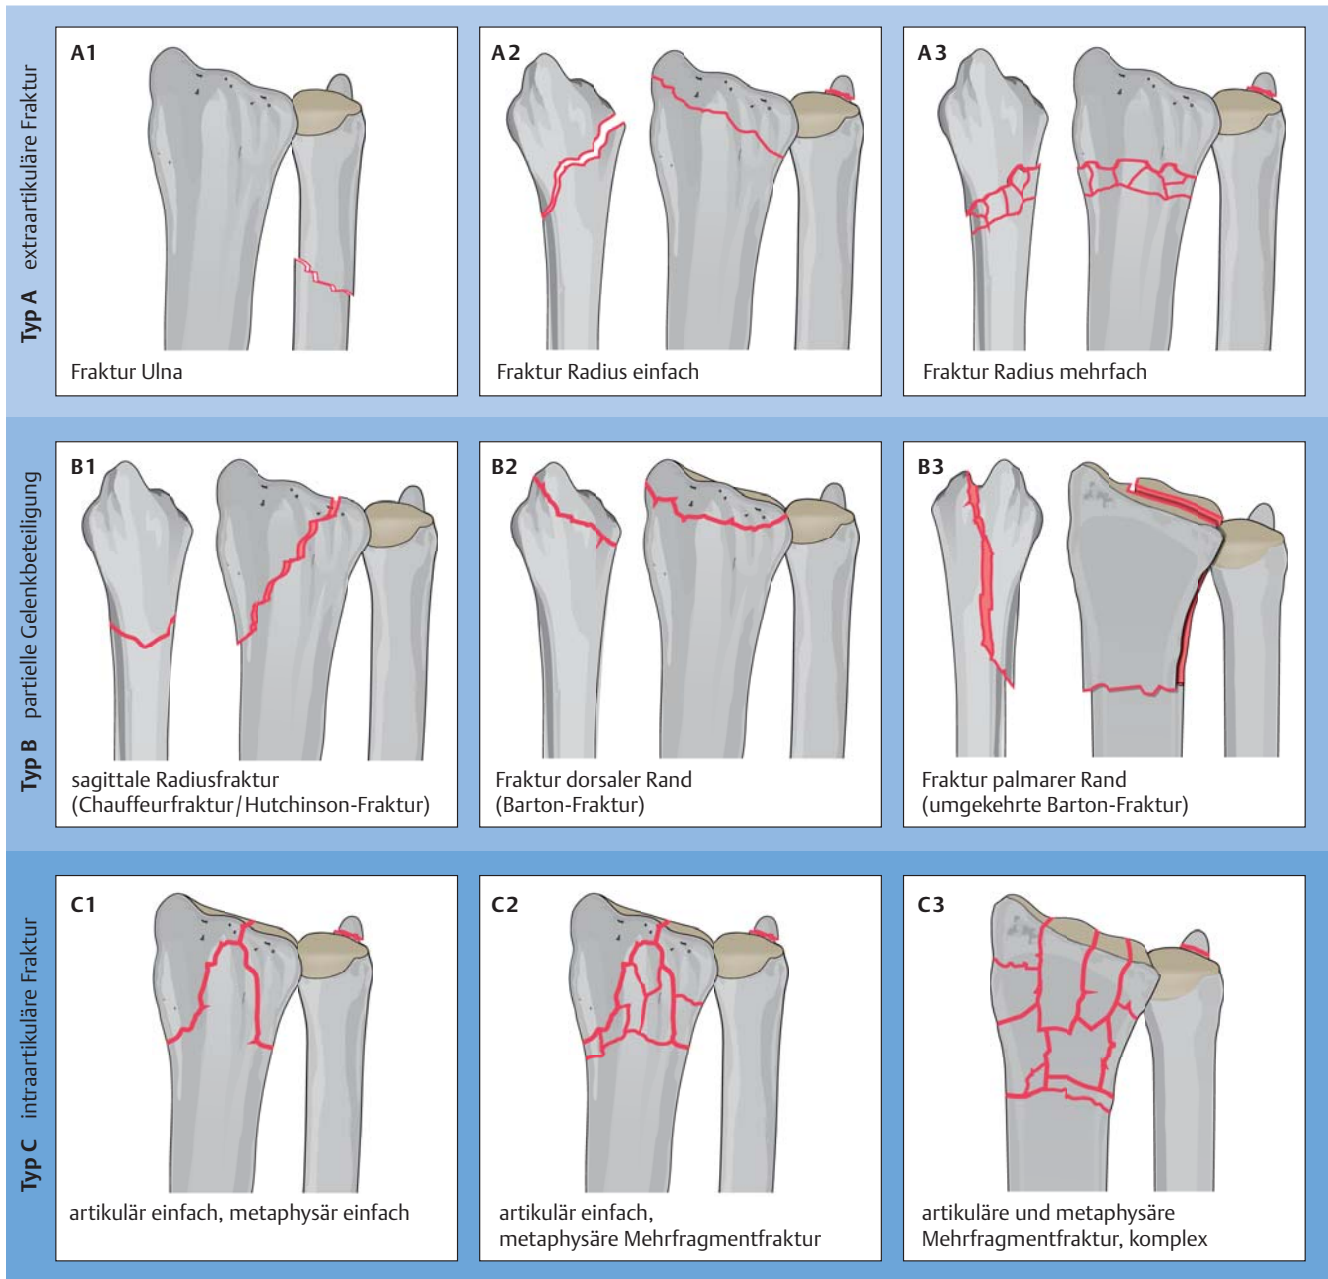 Typ A extraartikuläre Fraktur
A1
Fraktur Ulna
A2
Fraktur Radius einfach
A3
Fraktur Radius mehrfach
Typ B partielle Gelenkbeteiligung
B1
sagittale Radiusfraktur
(Chauffeurfraktur/Hutchinson-Fraktur)
B2
Fraktur dorsaler Rand
(Barton-Fraktur)
B3
Fraktur palmarer Rand
(umgekehrte Barton-Fraktur)
Typ C intraartikuläre Fraktur
C1
artikulär einfach, metaphysär einfach
C2
artikulär einfach,
metaphysäre Mehrfragmentfraktur
C3
artikuläre und metaphysäre
Mehrfragmentfraktur, komplex